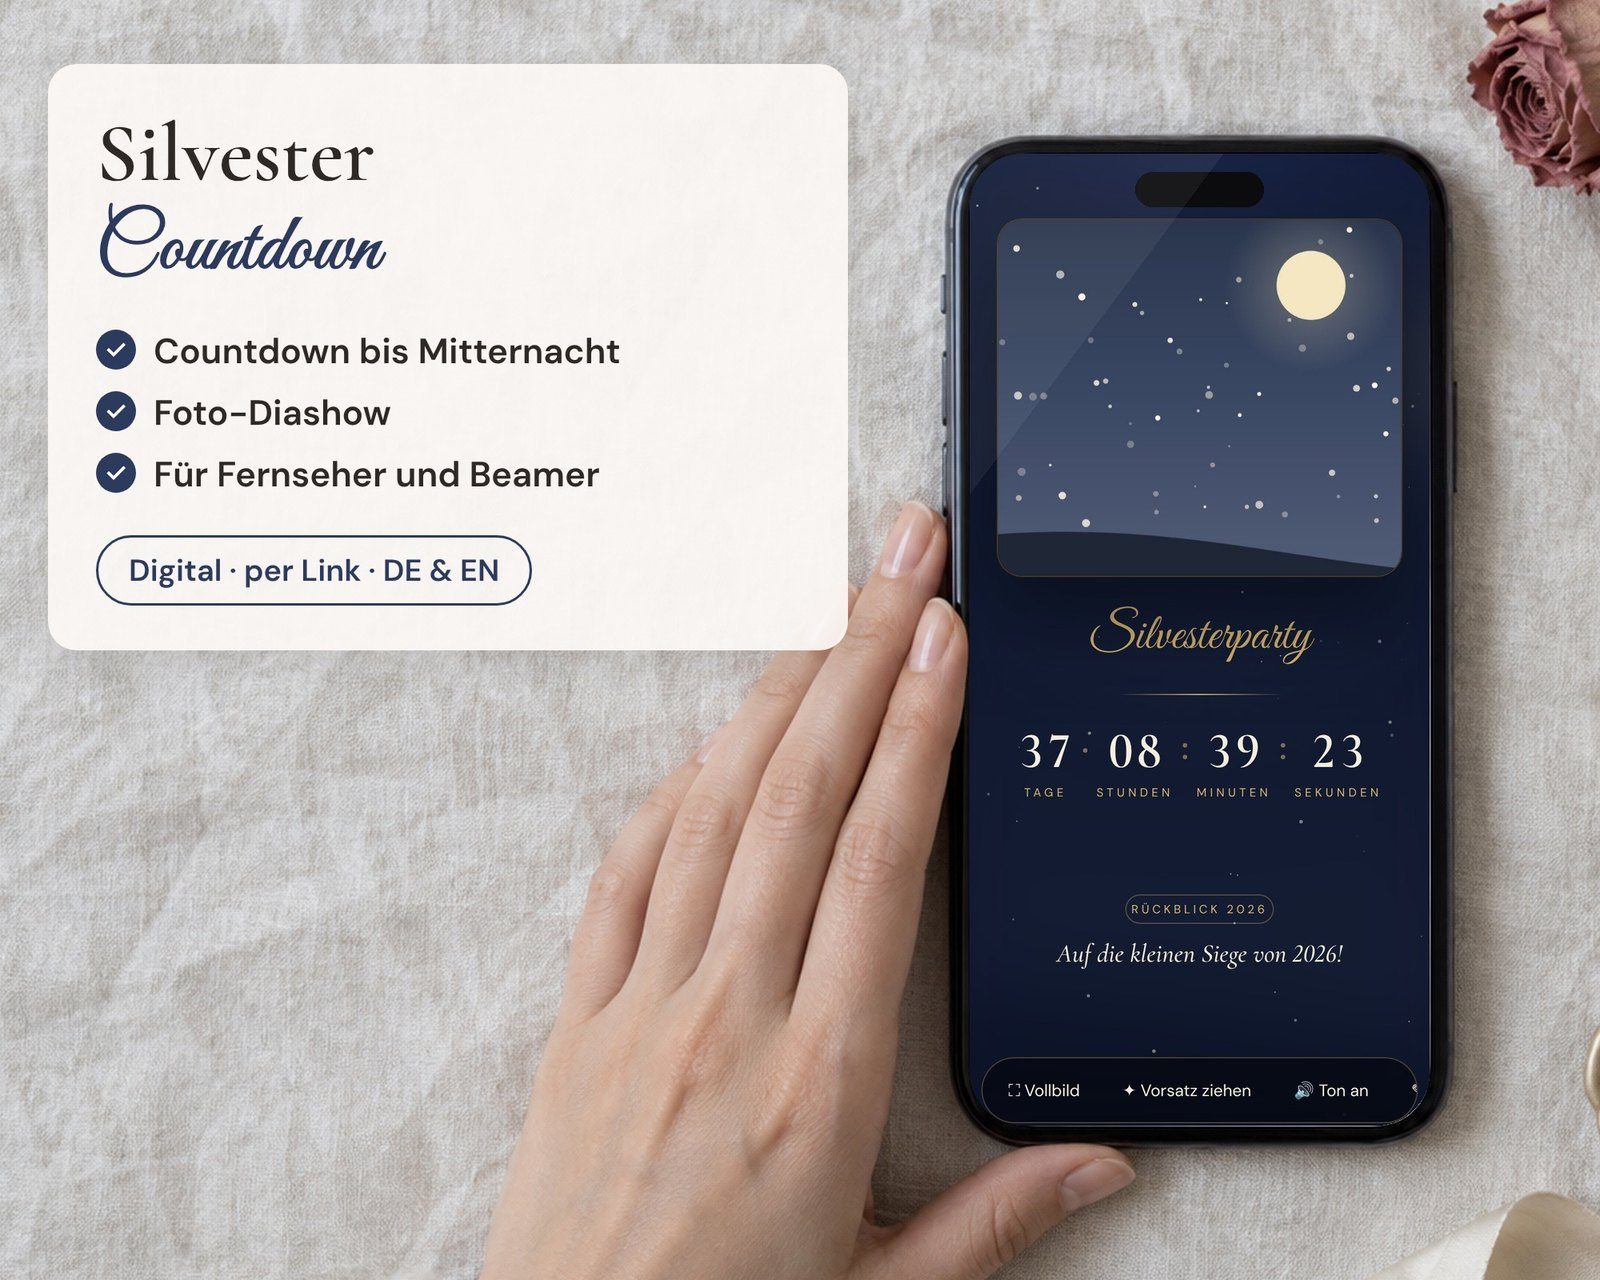 Silvester
Countdown
Countdown bis Mitternacht
Foto-Diashow
Für Fernseher und Beamer
Digital · per Link · DE & EN
Silvesterparty
37 : 08 : 39 : 23
TAGE STUNDEN MINUTEN SEKUNDEN
RÜCKBLICK 2026
Auf die kleinen Siege von 2026!
Vollbild Vorsatz ziehen Ton an